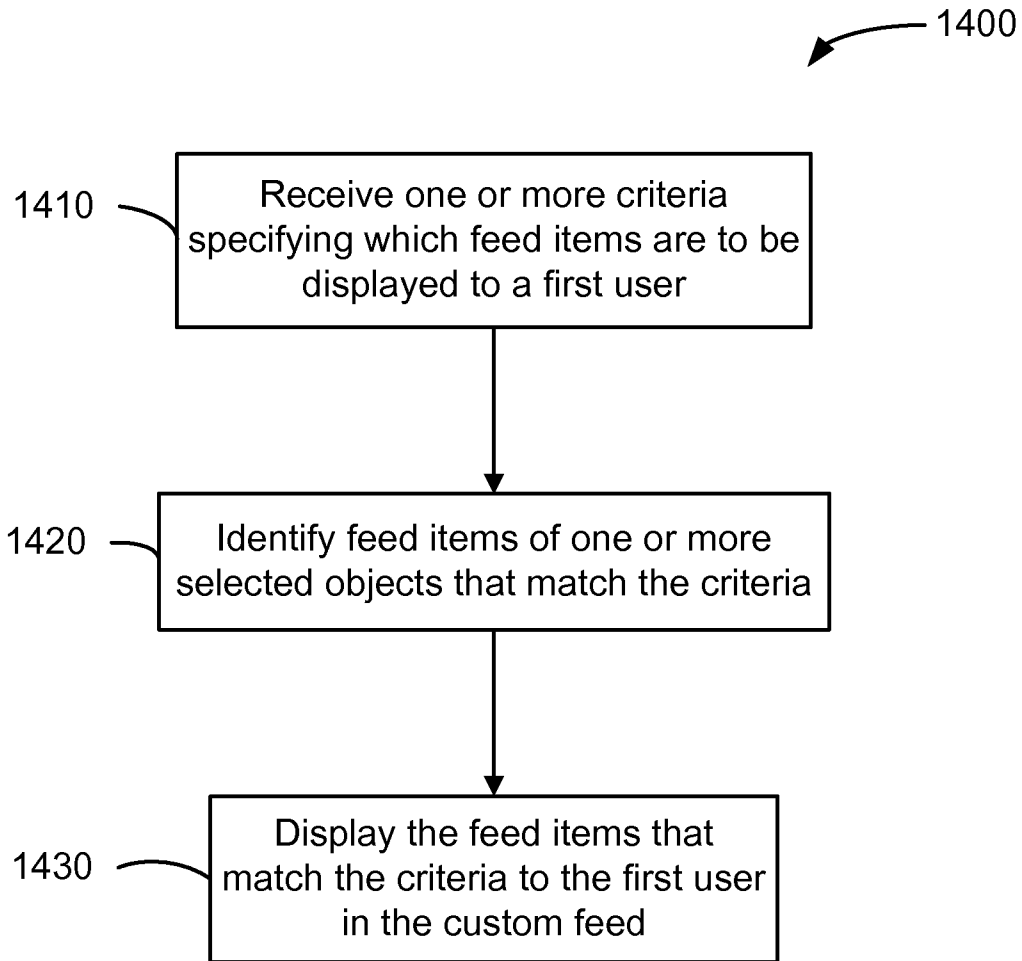 1400
1410
Receive one or more criteria
specifying which feed items are to be
displayed to a first user
1420
Identify feed items of one or more
selected objects that match the criteria
1430
Display the feed items that
match the criteria to the first user
in the custom feed